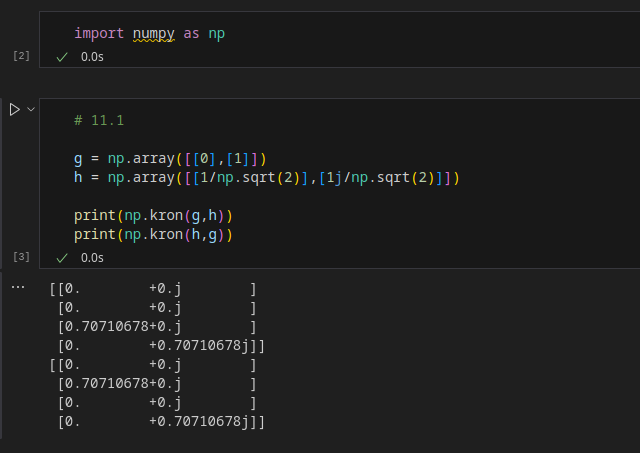 import numpy as np
[2]
✓ 0.0s
# 11.1
g = np.array([[0],[1]])
h = np.array([[1/np.sqrt(2)],[1j/np.sqrt(2)]])
print(np.kron(g,h))
print(np.kron(h,g))
[3]
✓ 0.0s
...
[[0.        +0.j        ]
 [0.        +0.j        ]
 [0.70710678+0.j        ]
 [0.        +0.70710678j]]
[[0.        +0.j        ]
 [0.70710678+0.j        ]
 [0.        +0.j        ]
 [0.        +0.70710678j]]